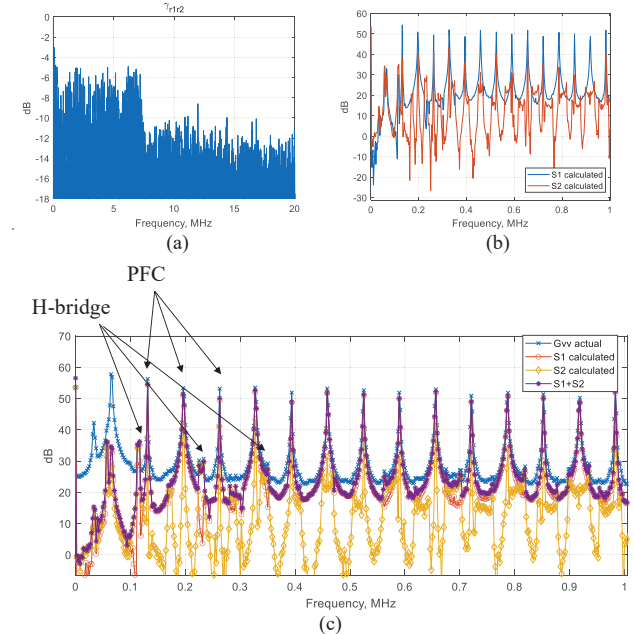 γr1r2
0
-2
-4
-6
-8
-10
-12
-14
-16
-18
dB
0 5 10 15 20
Frequency, MHz
(a)
60
50
40
30
20
10
0
-10
-20
-30
dB
0 0.2 0.4 0.6 0.8 1
Frequency, MHz
S1 calculated
S2 calculated
(b)
PFC
H-bridge
70
60
50
40
30
20
10
0
dB
0 0.1 0.2 0.3 0.4 0.5 0.6 0.7 0.8 0.9 1
Frequency, MHz
Gvv actual
S1 calculated
S2 calculated
S1+S2
(c)